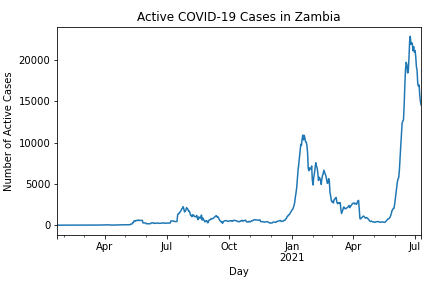 Active COVID-19 Cases in Zambia
Number of Active Cases
20000
15000
10000
5000
0
Apr Jul Oct Jan Apr Jul
2021
Day